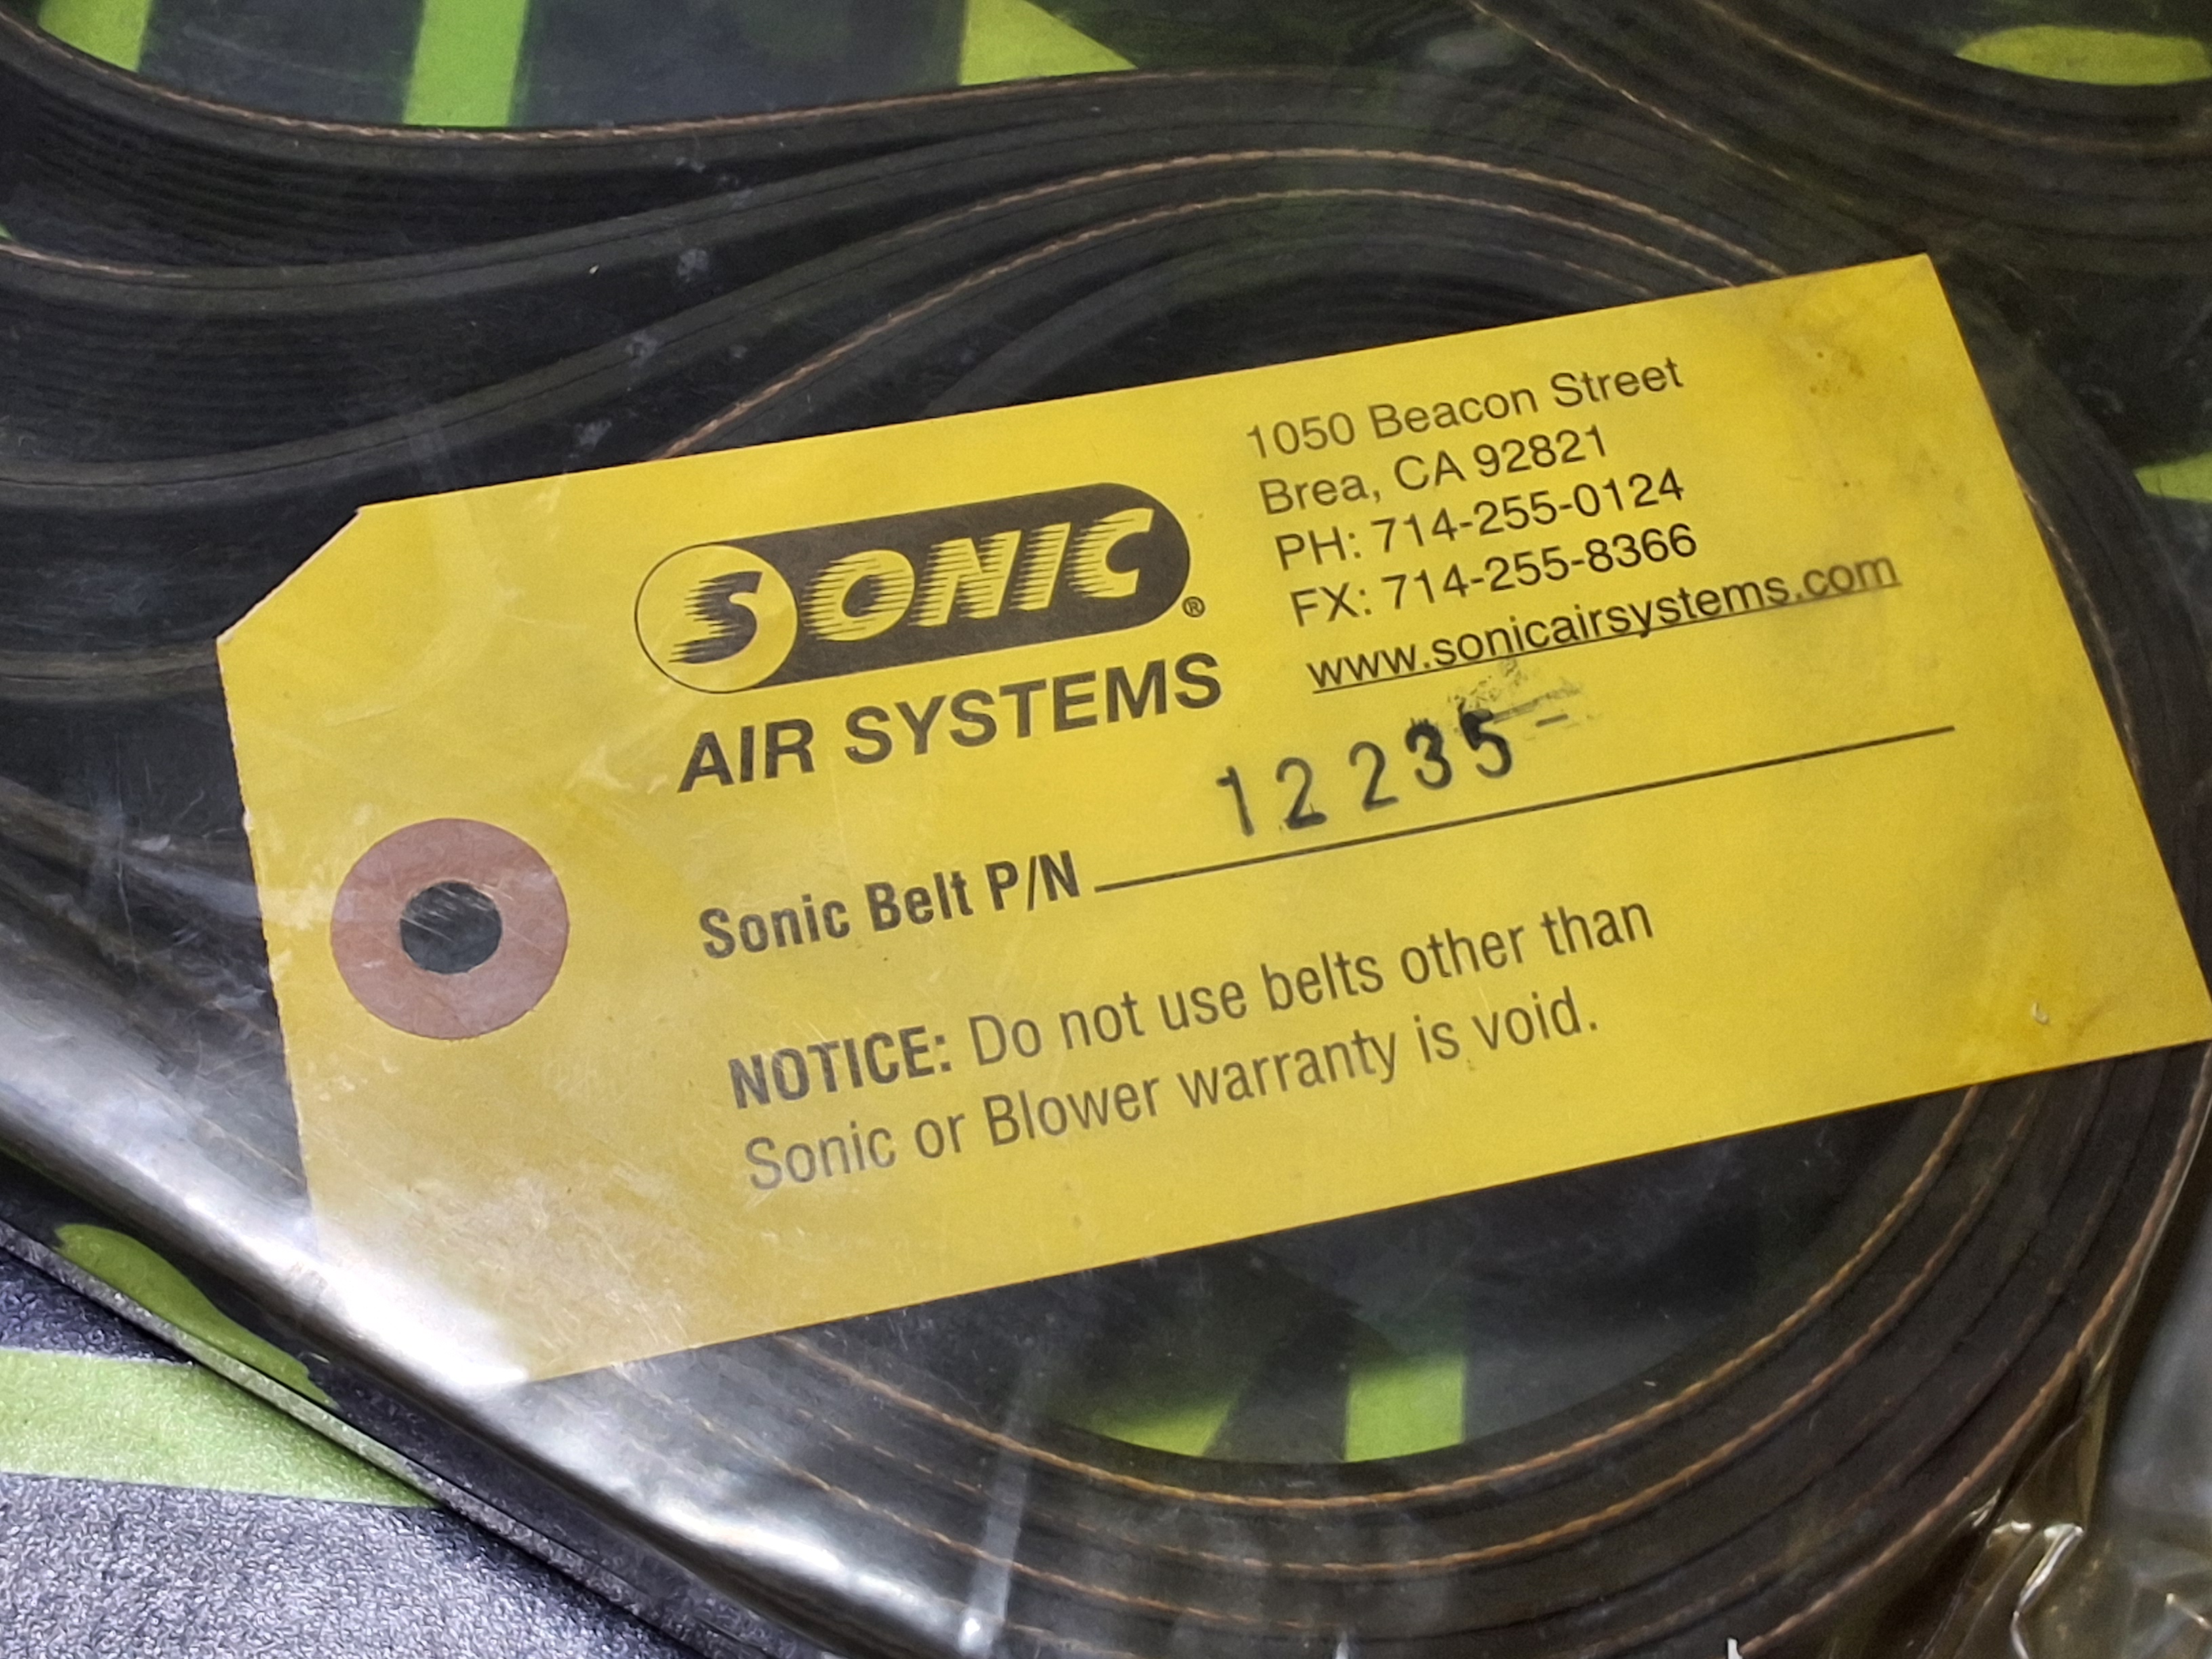 SONIC®
AIR SYSTEMS
1050 Beacon Street
Brea, CA 92821
PH: 714-255-0124
FX: 714-255-8366
www.sonicairsystems.com
Sonic Belt P/N 12235-
NOTICE: Do not use belts other than
Sonic or Blower warranty is void.